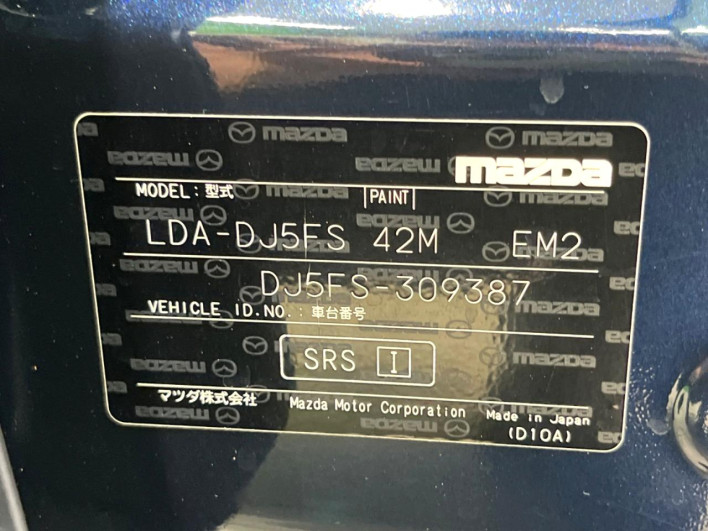 mazda
MODEL:型式 PAINT
LDA-DJ5FS 42M EM2
DJ5FS-309387
VEHICLE ID.NO.:車台番号
SRS I
マツダ株式会社 Mazda Motor Corporation Made in Japan
(D10A)